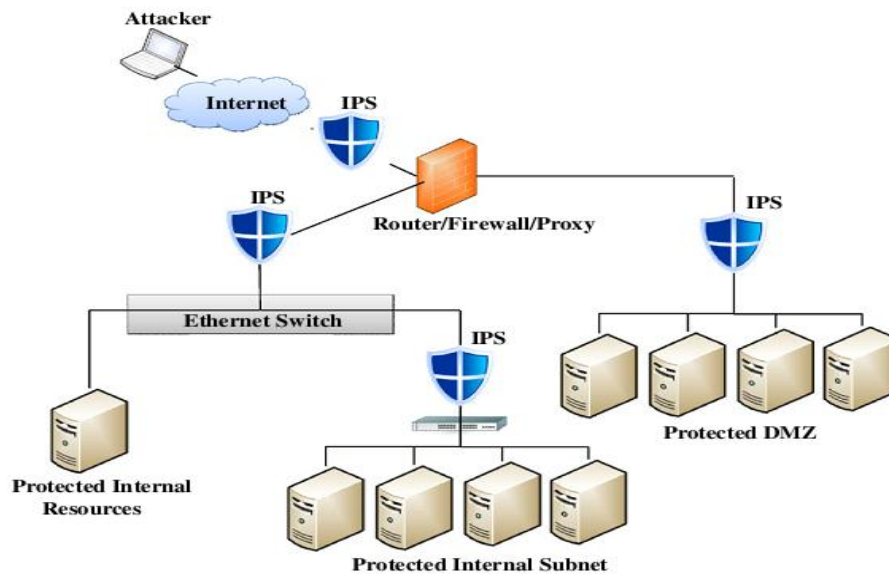 Attacker
Internet
IPS
IPS
Router/Firewall/Proxy
IPS
Ethernet Switch
IPS
Protected DMZ
Protected Internal
Resources
Protected Internal Subnet